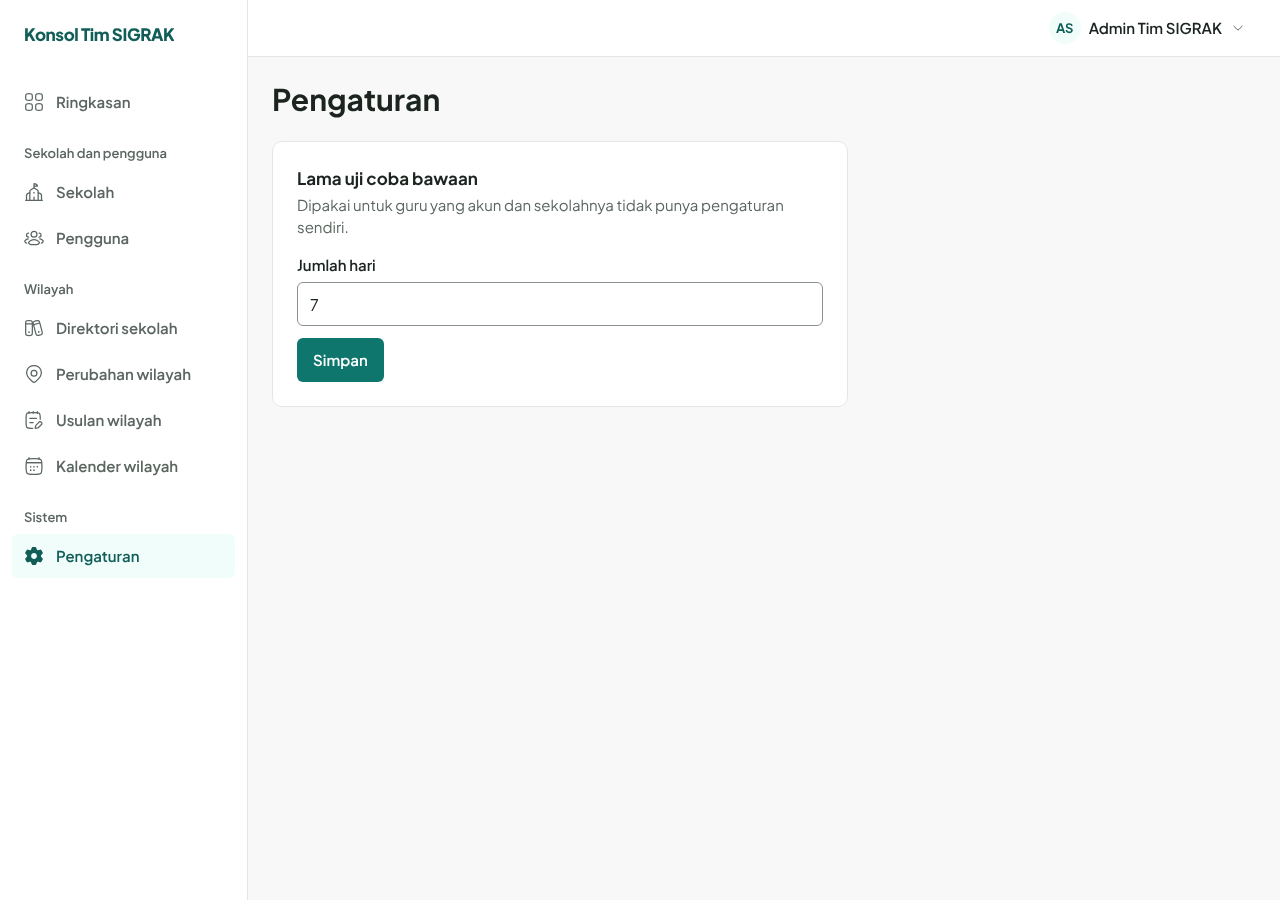 Konsol Tim SIGRAK
AS Admin Tim SIGRAK
Ringkasan
Sekolah dan pengguna
Sekolah
Pengguna
Wilayah
Direktori sekolah
Perubahan wilayah
Usulan wilayah
Kalender wilayah
Sistem
Pengaturan
Pengaturan
Lama uji coba bawaan
Dipakai untuk guru yang akun dan sekolahnya tidak punya pengaturan
sendiri.
Jumlah hari
7
Simpan